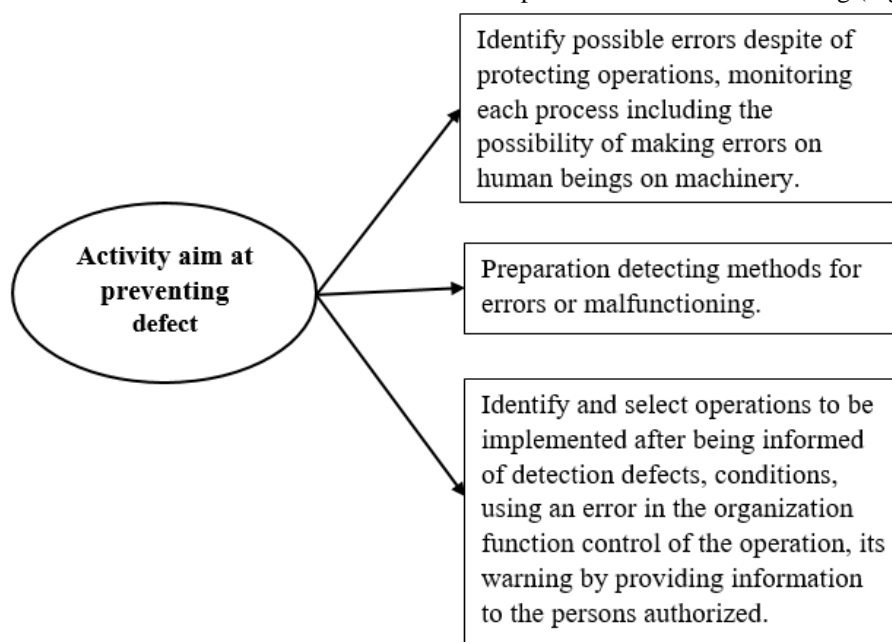 Identify possible errors despite of
protecting operations, monitoring
each process including the
possibility of making errors on
human beings on machinery.
Activity aim at
preventing
defect
Preparation detecting methods for
errors or malfunctioning.
Identify and select operations to be
implemented after being informed
of detection defects, conditions,
using an error in the organization
function control of the operation, its
warning by providing information
to the persons authorized.